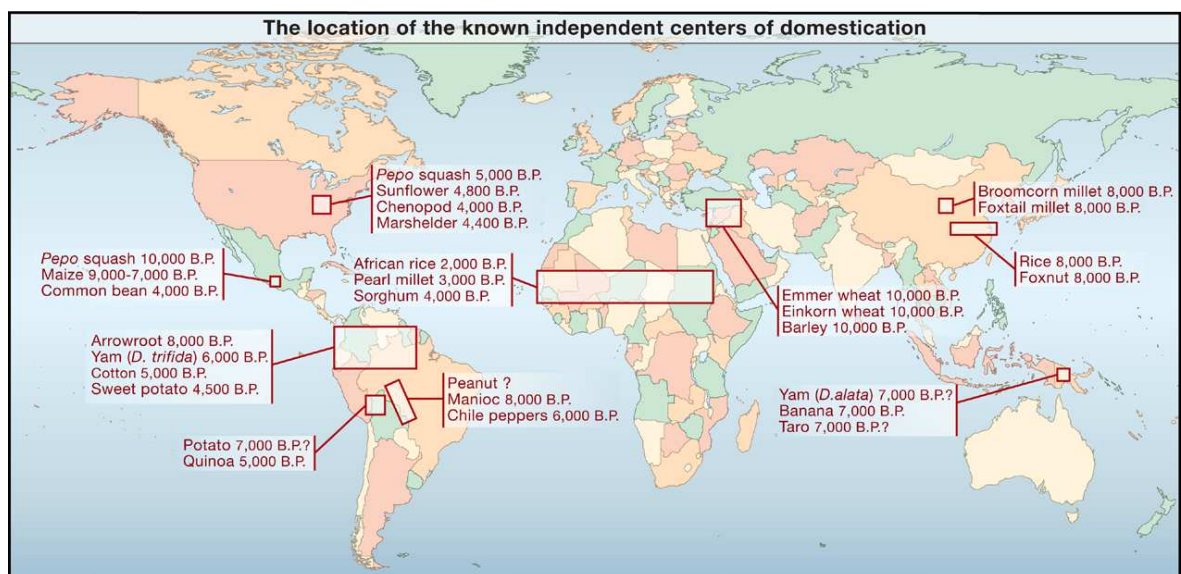 The location of the known independent centers of domestication
Pepo squash 5,000 B.P.
Sunflower 4,800 B.P.
Chenopod 4,000 B.P.
Marshelder 4,400 B.P.
Broomcorn millet 8,000 B.P.
Foxtail millet 8,000 B.P.
Pepo squash 10,000 B.P.
Maize 9,000-7,000 B.P.
Common bean 4,000 B.P.
African rice 2,000 B.P.
Pearl millet 3,000 B.P.
Sorghum 4,000 B.P.
Rice 8,000 B.P.
Foxnut 8,000 B.P.
Emmer wheat 10,000 B.P.
Einkorn wheat 10,000 B.P.
Barley 10,000 B.P.
Arrowroot 8,000 B.P.
Yam (D. trifida) 6,000 B.P.
Cotton 5,000 B.P.
Sweet potato 4,500 B.P.
Peanut ?
Manioc 8,000 B.P.
Chile peppers 6,000 B.P.
Yam (D.alata) 7,000 B.P.?
Banana 7,000 B.P.
Taro 7,000 B.P.?
Potato 7,000 B.P.?
Quinoa 5,000 B.P.